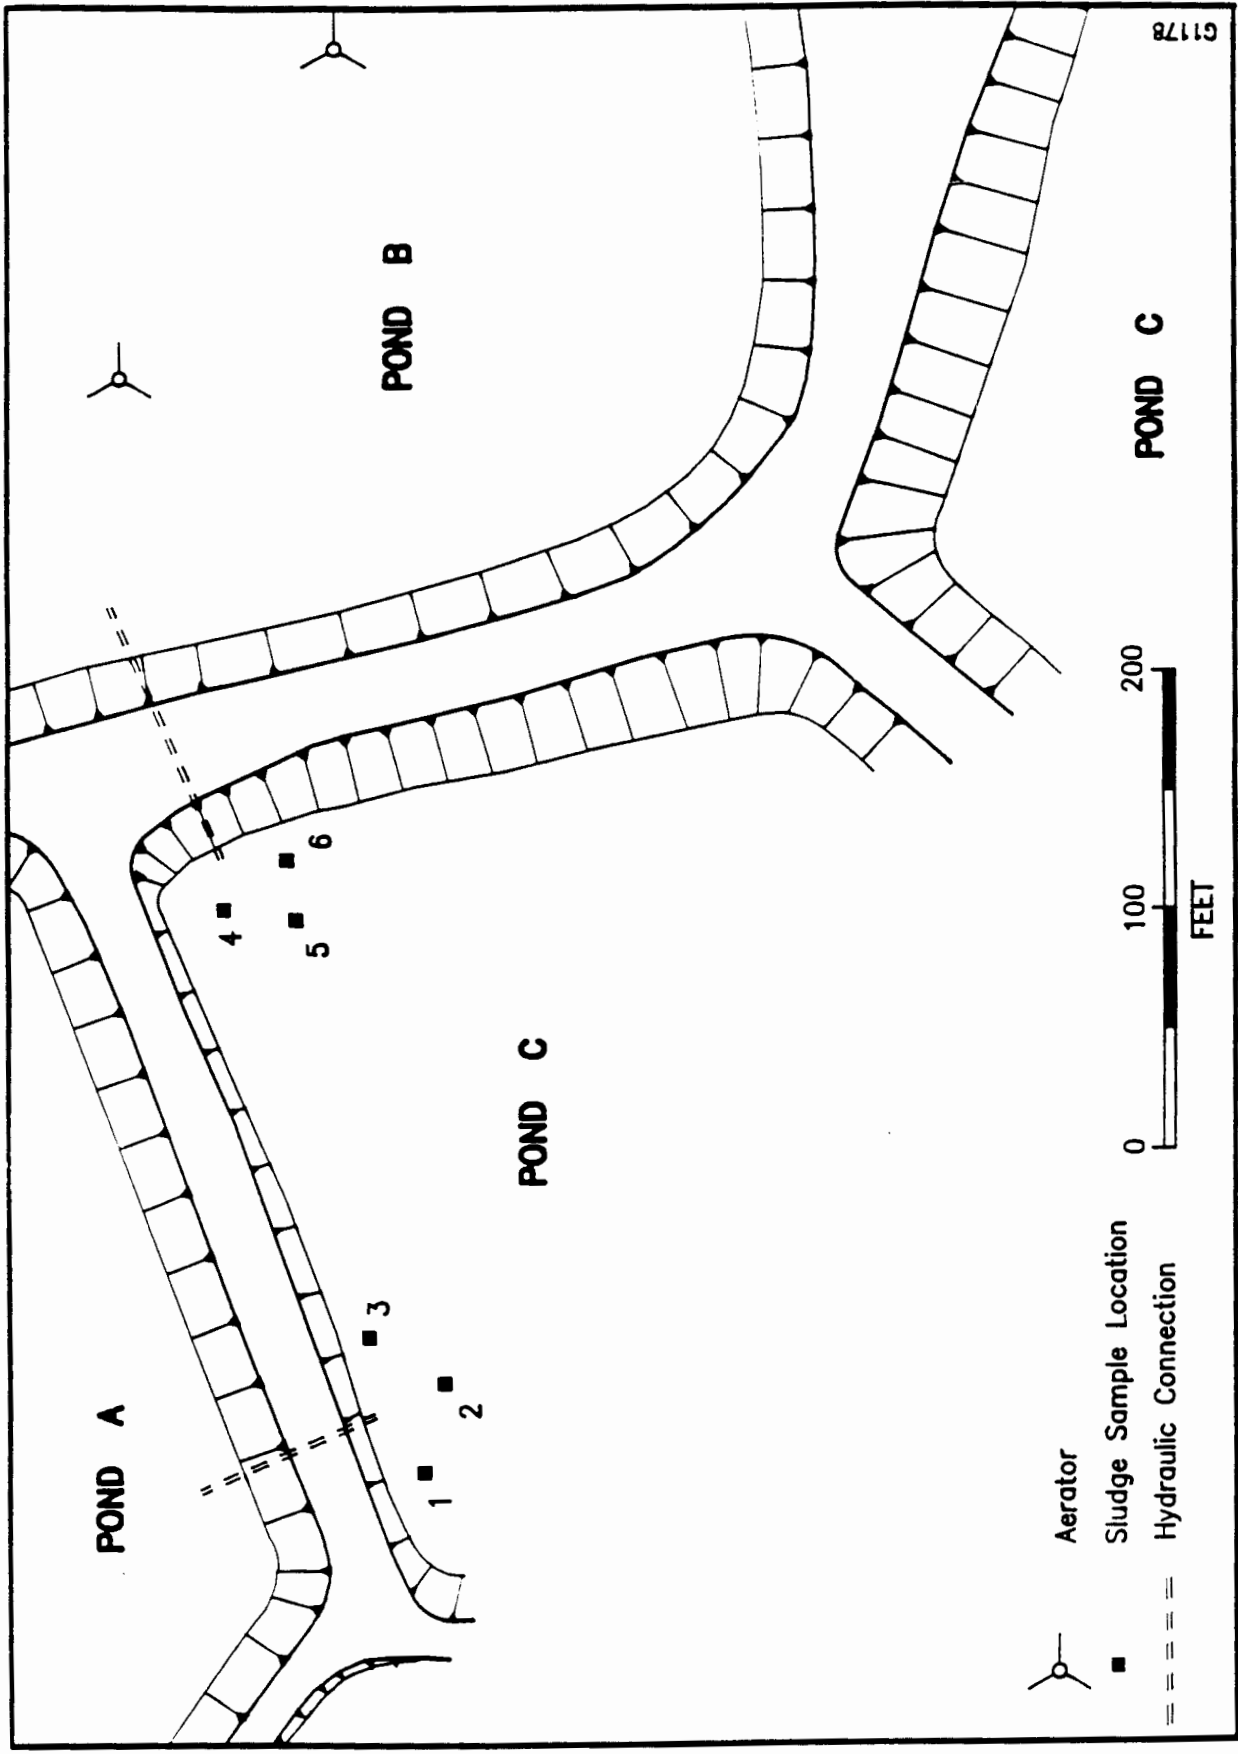 POND A
POND B
POND C
POND C
1
2
3
4
5
6
Aerator
Sludge Sample Location
Hydraulic Connection
0 100 200
FEET
G1178